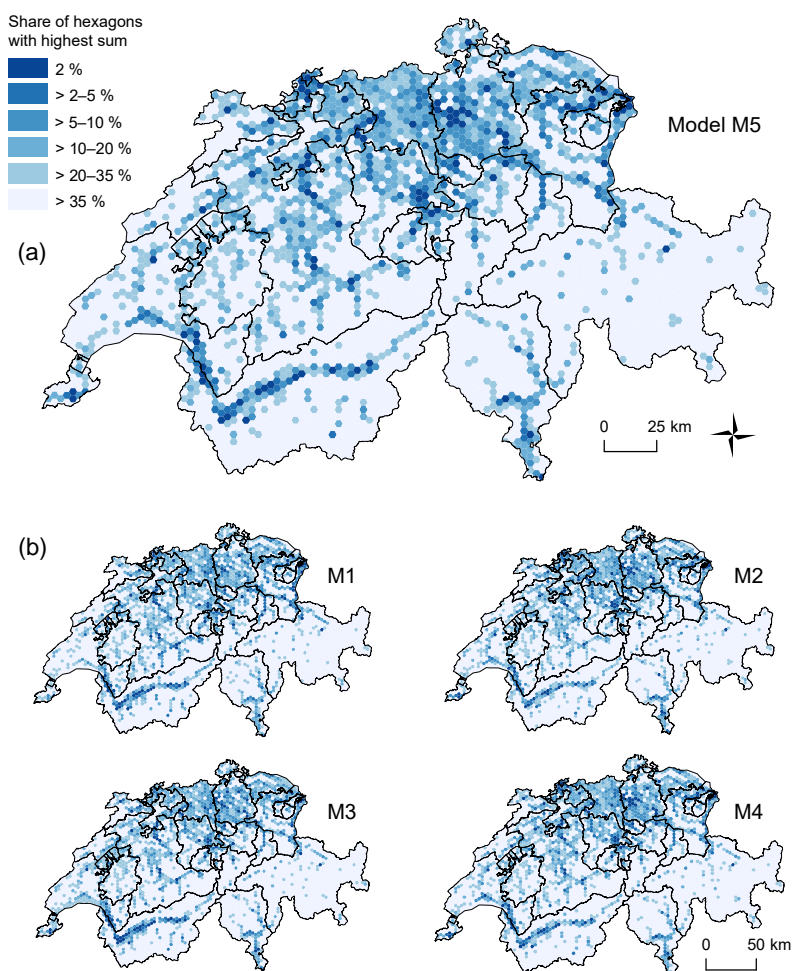 Share of hexagons
with highest sum
2 %
> 2–5 %
> 5–10 %
> 10–20 %
> 20–35 %
> 35 %
Model M5
(a)
0 25 km
(b)
M1
M2
M3
M4
0 50 km